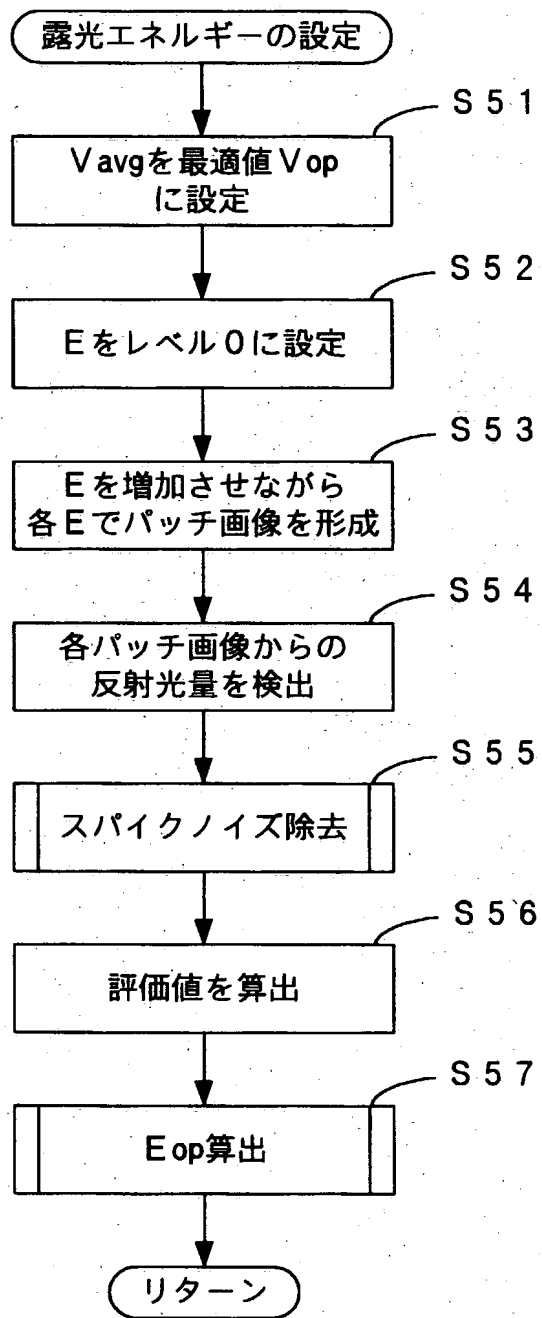 露光エネルギーの設定
S51
Vavgを最適値Vop
に設定
S52
Eをレベル0に設定
S53
Eを増加させながら
各Eでパッチ画像を形成
S54
各パッチ画像からの
反射光量を検出
S55
スパイクノイズ除去
S56
評価値を算出
S57
Eop算出
リターン